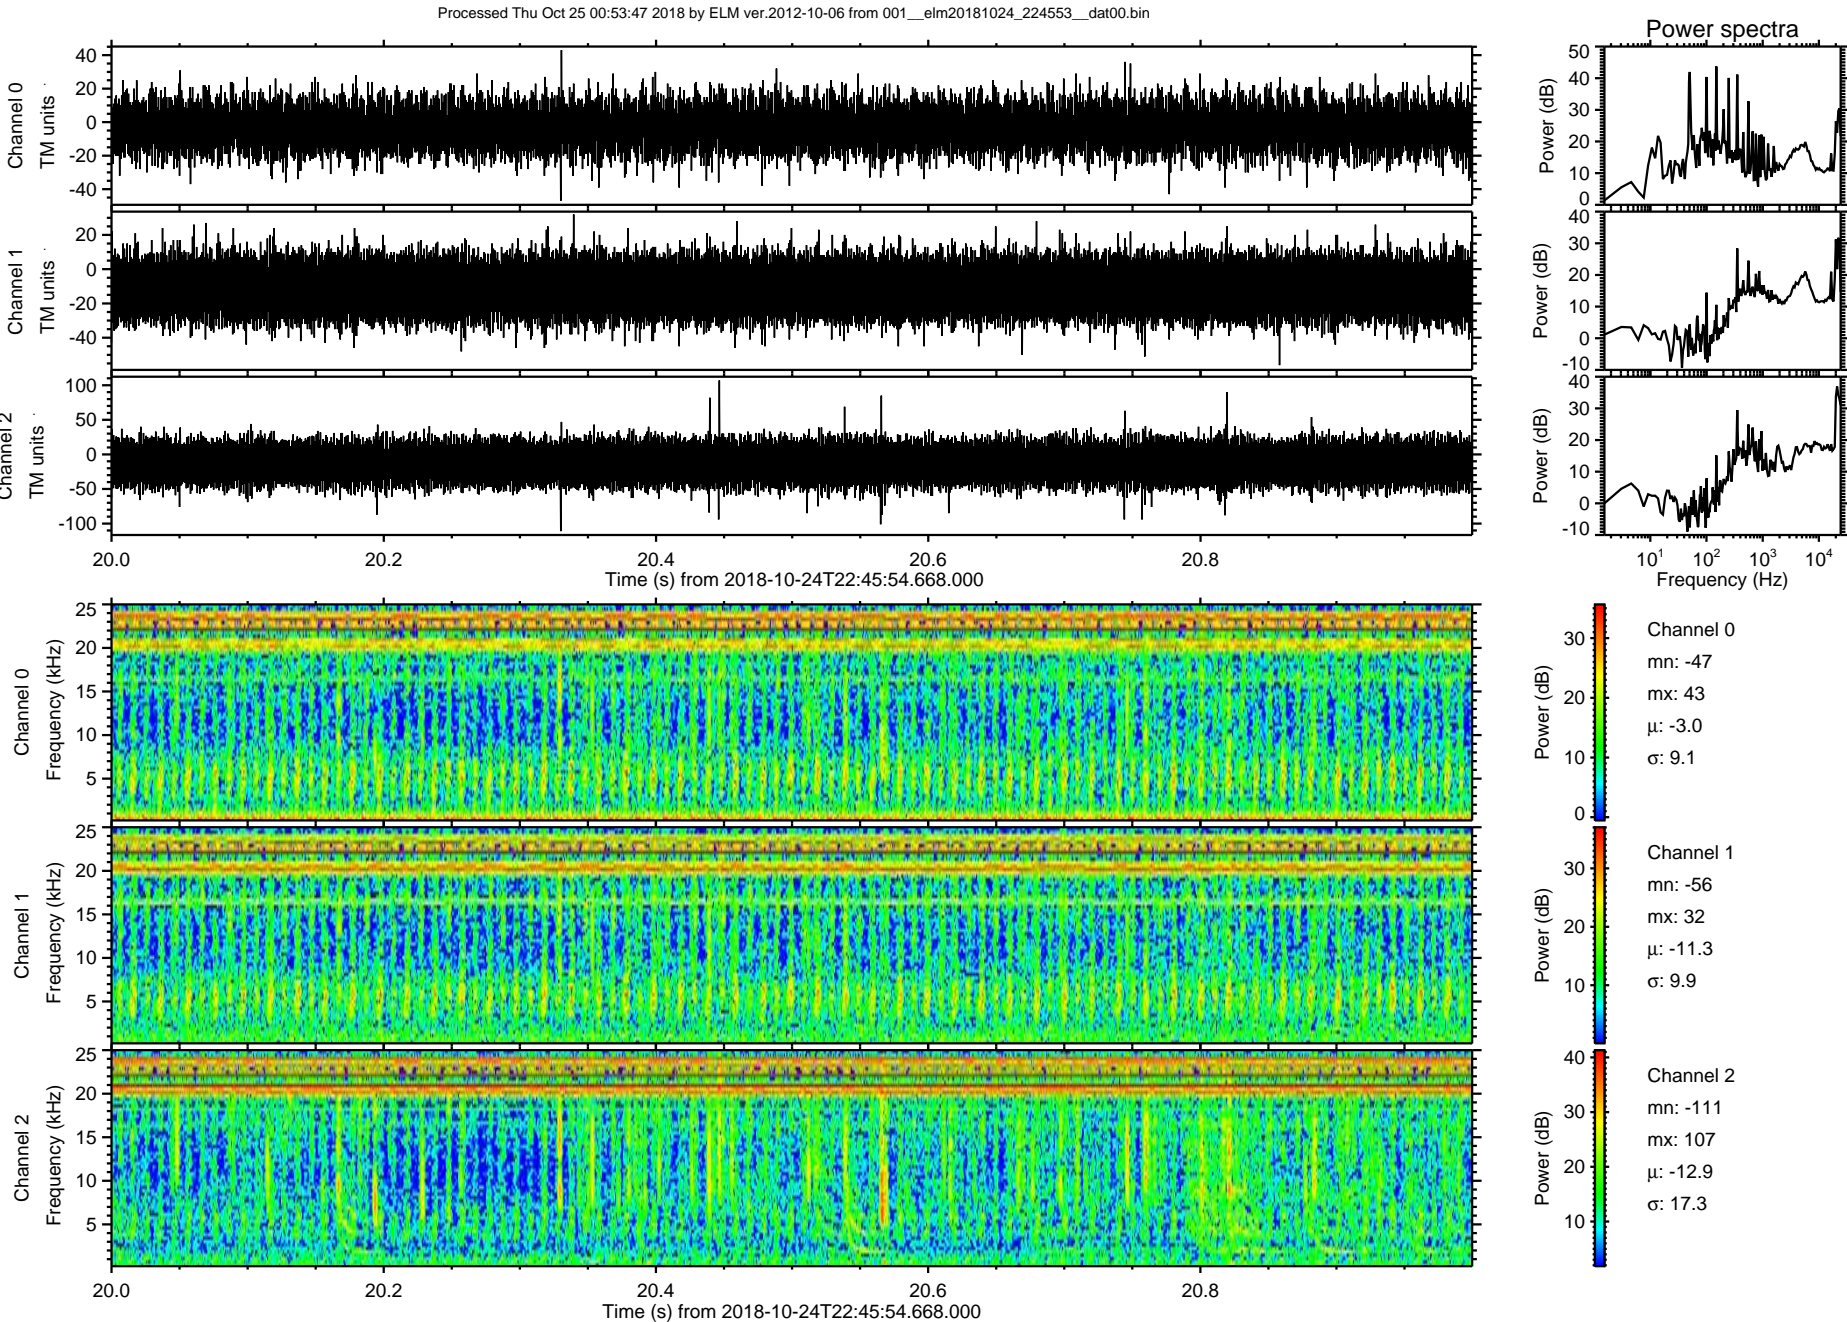 Processed Thu Oct 25 00:53:47 2018 by ELM ver.2012-10-06 from 001__elm20181024_224553__dat00.bin
Power spectra
Channel 0
TM units
40
20
0
-20
-40
Power (dB)
50
40
30
20
10
0
Channel 1
TM units
20
0
-20
-40
Power (dB)
40
30
20
10
0
-10
Channel 2
TM units
100
50
0
-50
-100
Power (dB)
40
30
20
10
0
-10
20.0 20.2 20.4 20.6 20.8
Time (s) from 2018-10-24T22:45:54.668.000
10^1 10^2 10^3 10^4
Frequency (Hz)
Channel 0
Frequency (kHz)
25
20
15
10
5
Power (dB)
30
20
10
0
Channel 0
mn: -47
mx: 43
μ: -3.0
σ: 9.1
Channel 1
Frequency (kHz)
25
20
15
10
5
Power (dB)
30
20
10
Channel 1
mn: -56
mx: 32
μ: -11.3
σ: 9.9
Channel 2
Frequency (kHz)
25
20
15
10
5
Power (dB)
40
30
20
10
Channel 2
mn: -111
mx: 107
μ: -12.9
σ: 17.3
20.0 20.2 20.4 20.6 20.8
Time (s) from 2018-10-24T22:45:54.668.000